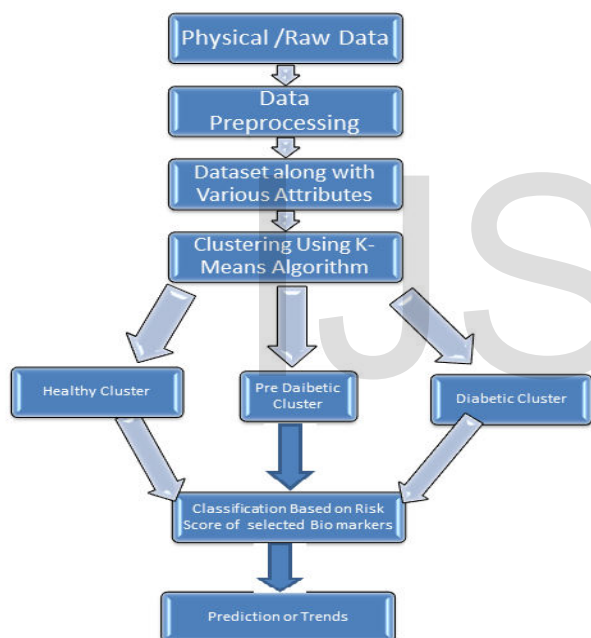 Physical /Raw Data
Data
Preprocessing
Dataset along with
Various Attributes
Clustering Using K-
Means Algorithm
Healthy Cluster
Pre Daibetic
Cluster
Diabetic Cluster
Classification Based on Risk
Score of selected Bio markers
Prediction or Trends
IJS